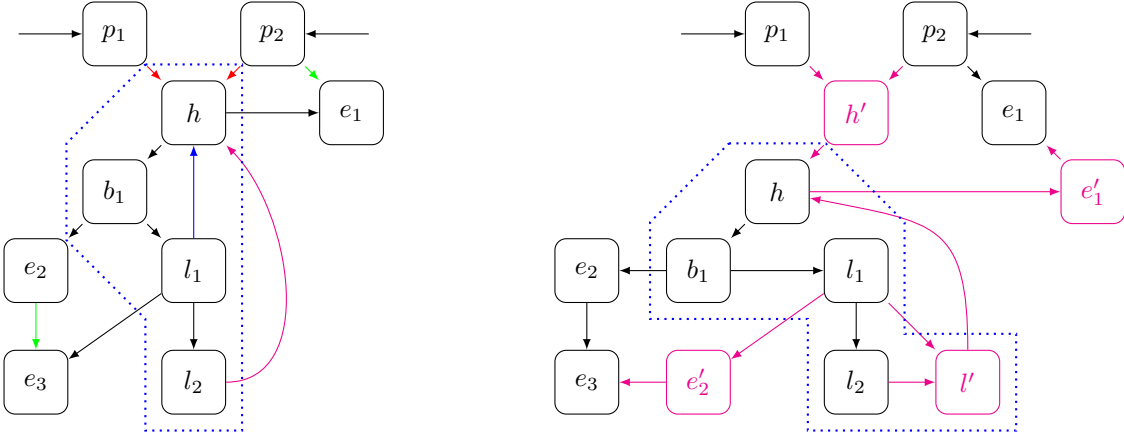 p₁ p₂ p₁ p₂
h e₁ h′ e₁
b₁ h e′₁
e₂ l₁ e₂ b₁ l₁
e₃ l₂ e₃ e′₂ l₂ l′